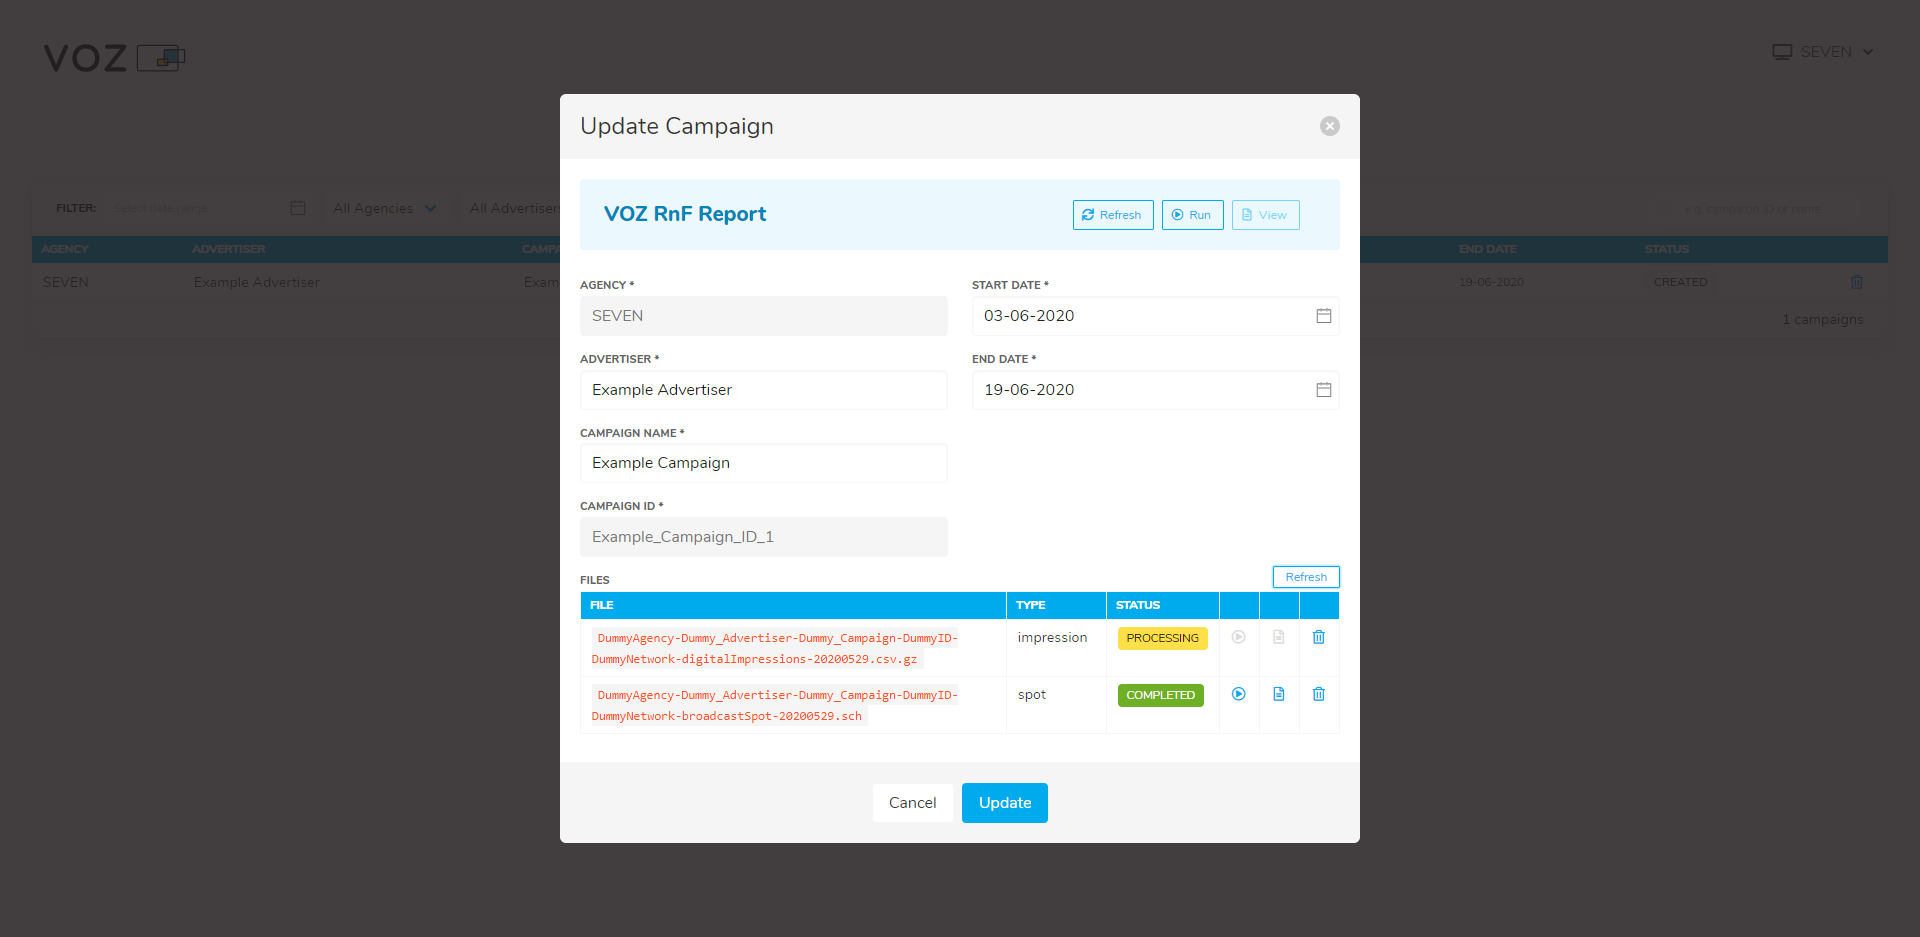 VOZ
SEVEN
Update Campaign
VOZ RnF Report
Refresh
Run
View
FILTER:
Select date range
All Agencies
All Advertisers
e.g. campaign ID or name
AGENCY
ADVERTISER
CAMPA
END DATE
STATUS
SEVEN
Example Advertiser
Exam
19-06-2020
CREATED
1 campaigns
AGENCY *
SEVEN
START DATE *
03-06-2020
ADVERTISER *
Example Advertiser
END DATE *
19-06-2020
CAMPAIGN NAME *
Example Campaign
CAMPAIGN ID *
Example_Campaign_ID_1
FILES
Refresh
FILE TYPE STATUS
DummyAgency-Dummy_Advertiser-Dummy_Campaign-DummyID-
DummyNetwork-digitalImpressions-20200529.csv.gz
impression
PROCESSING
DummyAgency-Dummy_Advertiser-Dummy_Campaign-DummyID-
DummyNetwork-broadcastSpot-20200529.sch
spot
COMPLETED
Cancel
Update